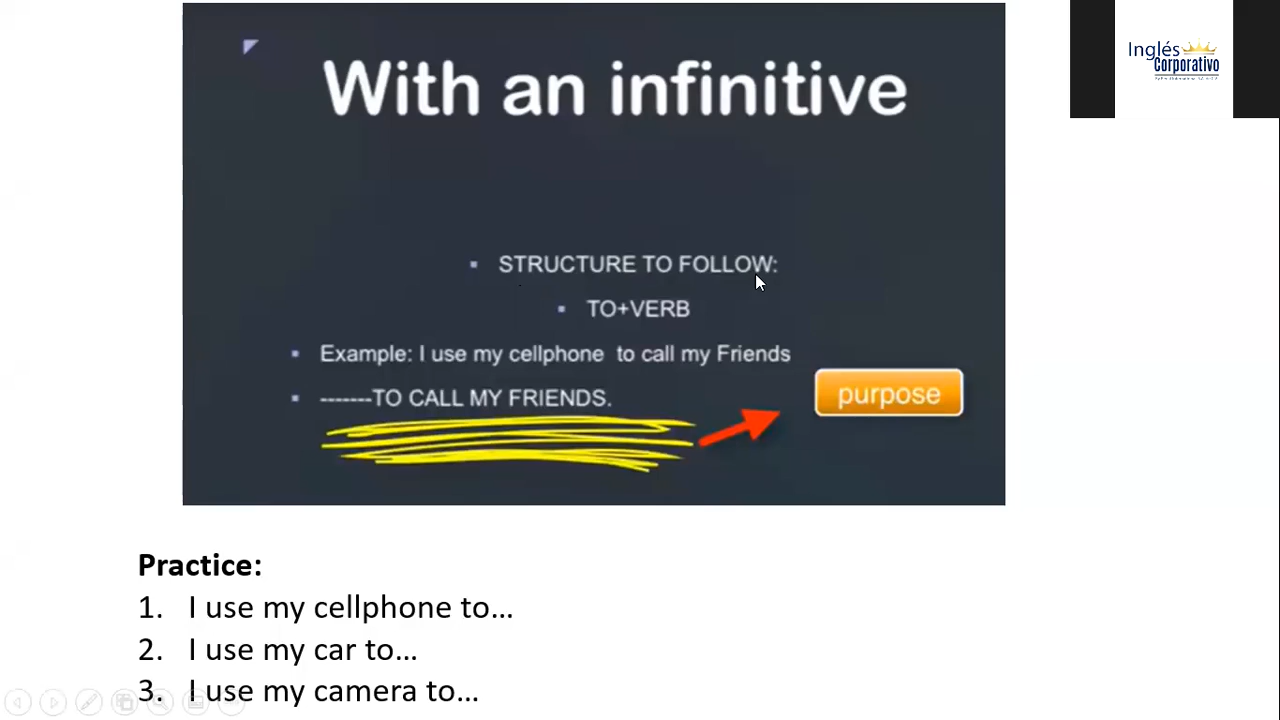 Inglés
Corporativo
With an infinitive
▪ STRUCTURE TO FOLLOW:
▪ TO+VERB
▪ Example: I use my cellphone to call my Friends
▪ -------TO CALL MY FRIENDS.
purpose
Practice:
1. I use my cellphone to...
2. I use my car to...
3. I use my camera to...